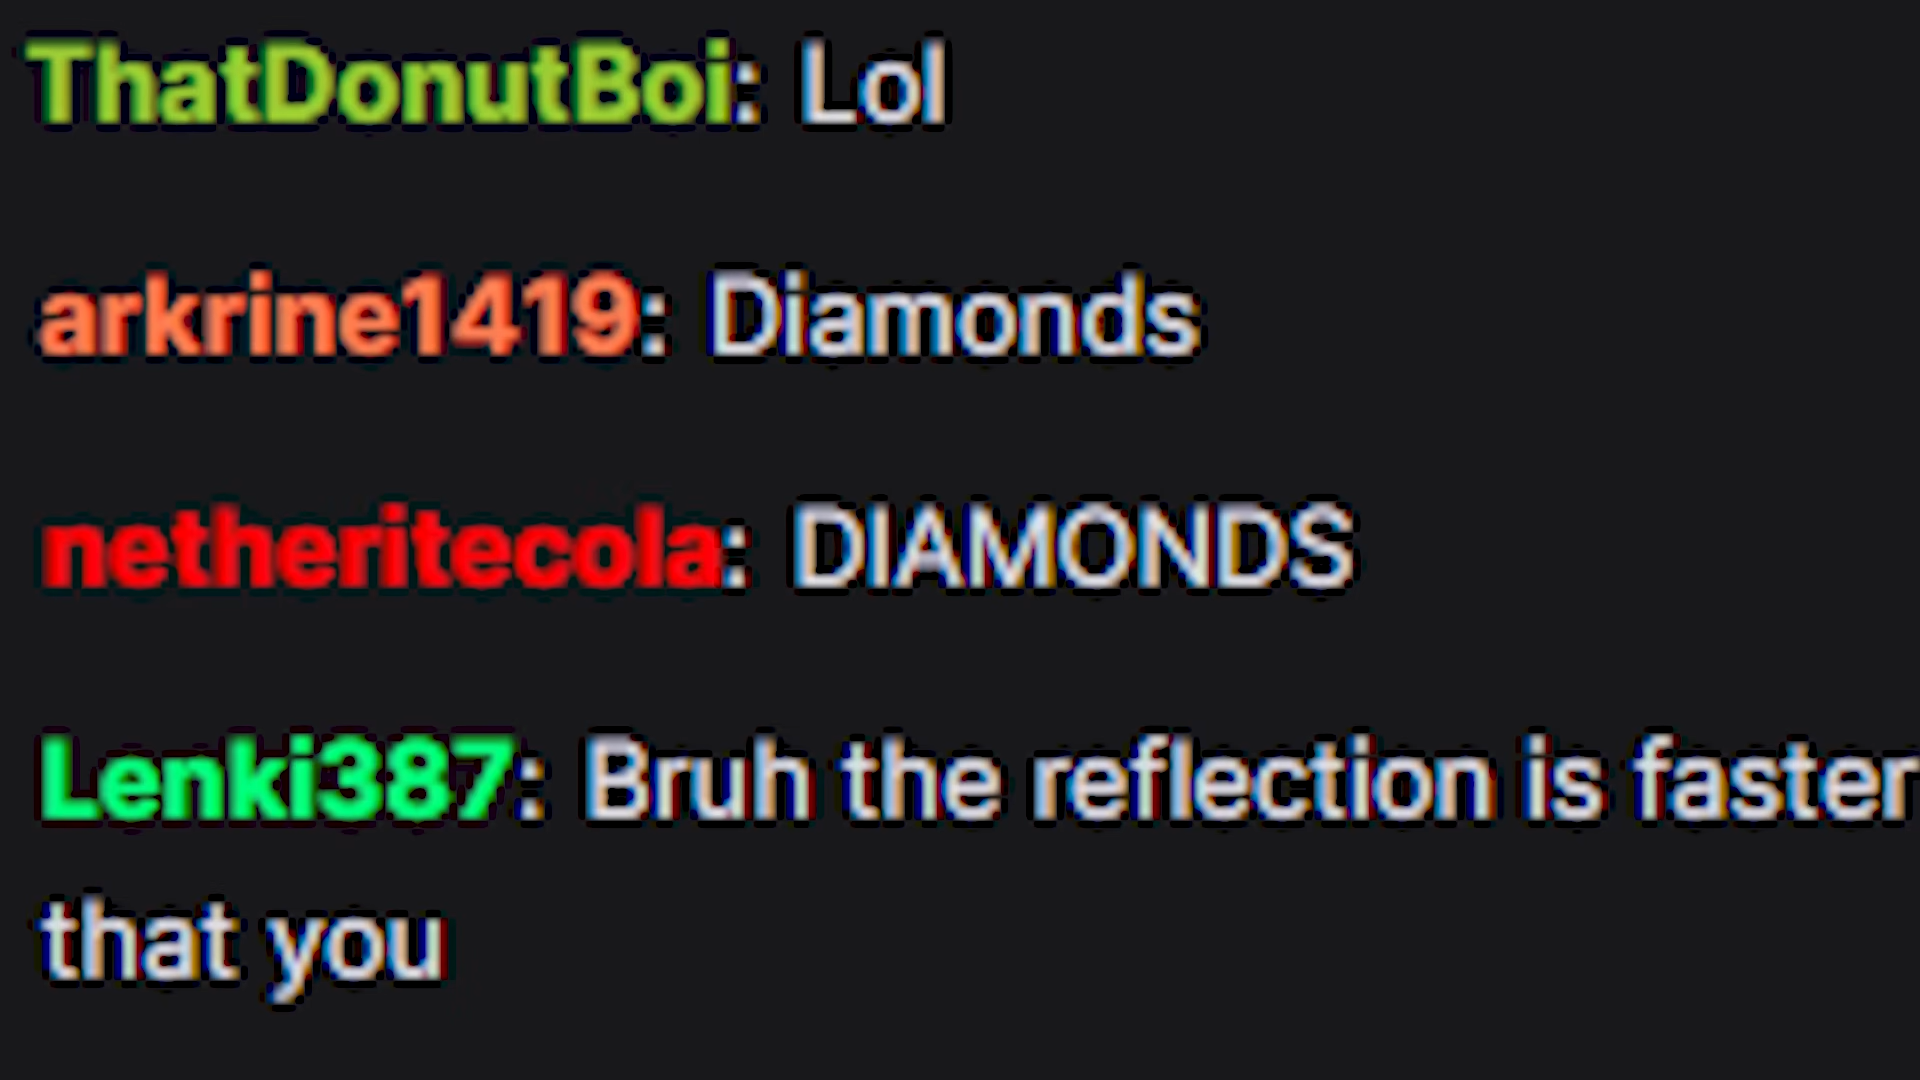 ThatDonutBoi: Lol
arkrine1419: Diamonds
netheritecola: DIAMONDS
Lenki387: Bruh the reflection is faster
that you